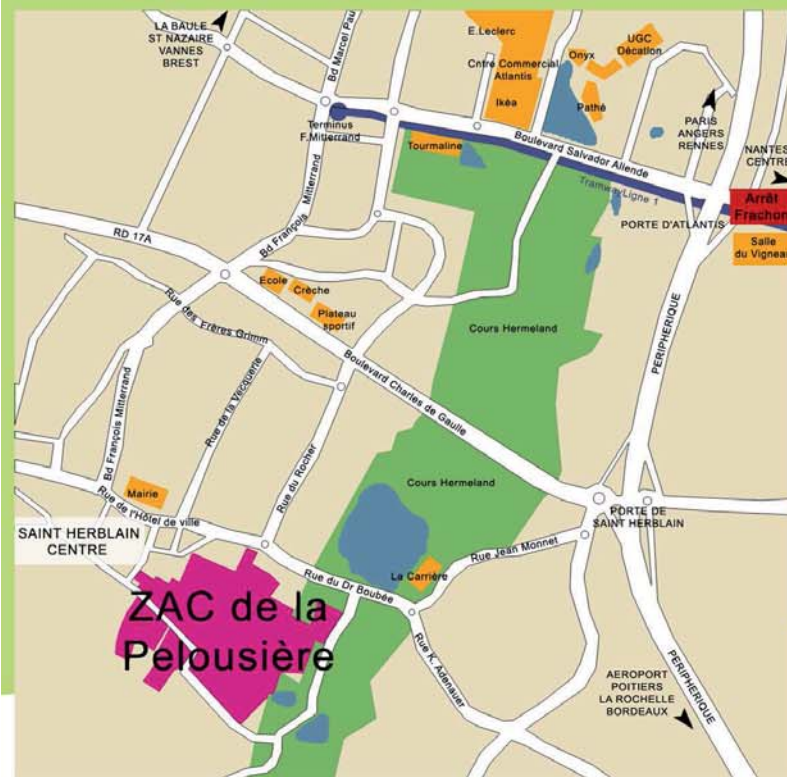 LA BAULE
ST NAZAIRE
VANNES
BREST
Bd Marcel Pau
E.Leclerc
Cntre Commercial
Atlantis
Ikéa
Onyx
UGC
Décatlon
Pathé
PARIS
ANGERS
RENNES
NANTES
CENTRE
Terminus
F.Mitterrand
Tourmaline
Boulevard Salvador Allende
Tramway Ligne 1
PORTE D'ATLANTIS
Arrêt
Frachon
Salle
du Vigneau
RD 17A
Bd François Mitterrand
Ecole
Crèche
Plateau
sportif
Rue des Frères Grimm
Cours Hermeland
PERIPHERIQUE
Boulevard Charles de Gaulle
Bd François Mitterrand
Rue de la Vecquerie
Rue du Rocher
Mairie
Rue de l'Hôtel de ville
Cours Hermeland
PORTE DE
SAINT HERBLAIN
SAINT HERBLAIN
CENTRE
Rue Jean Monnet
La Carrière
Rue du Dr Boubée
ZAC de la
Pelousière
Rue K. Adenauer
PERIPHERIQUE
AEROPORT
POITIERS
LA ROCHELLE
BORDEAUX